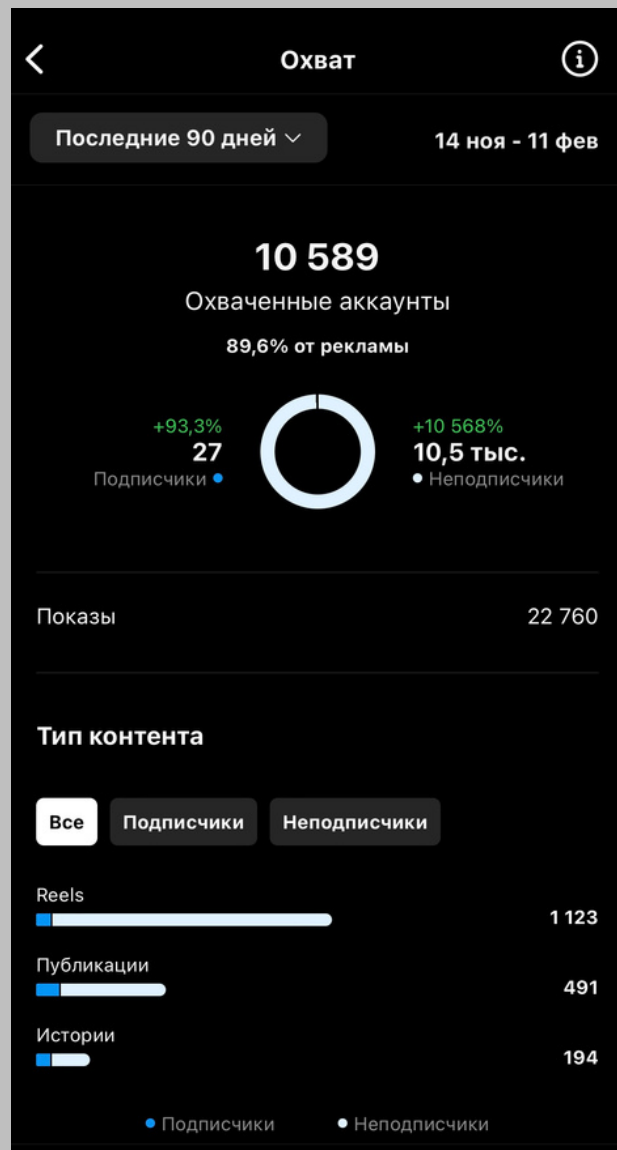 Охват
Последние 90 дней
14 ноя - 11 фев
10 589
Охваченные аккаунты
89,6% от рекламы
+93,3%
27
Подписчики
+10 568%
10,5 тыс.
Неподписчики
Показы 22 760
Тип контента
Все Подписчики Неподписчики
Reels
1 123
Публикации
491
Истории
194
Подписчики Неподписчики